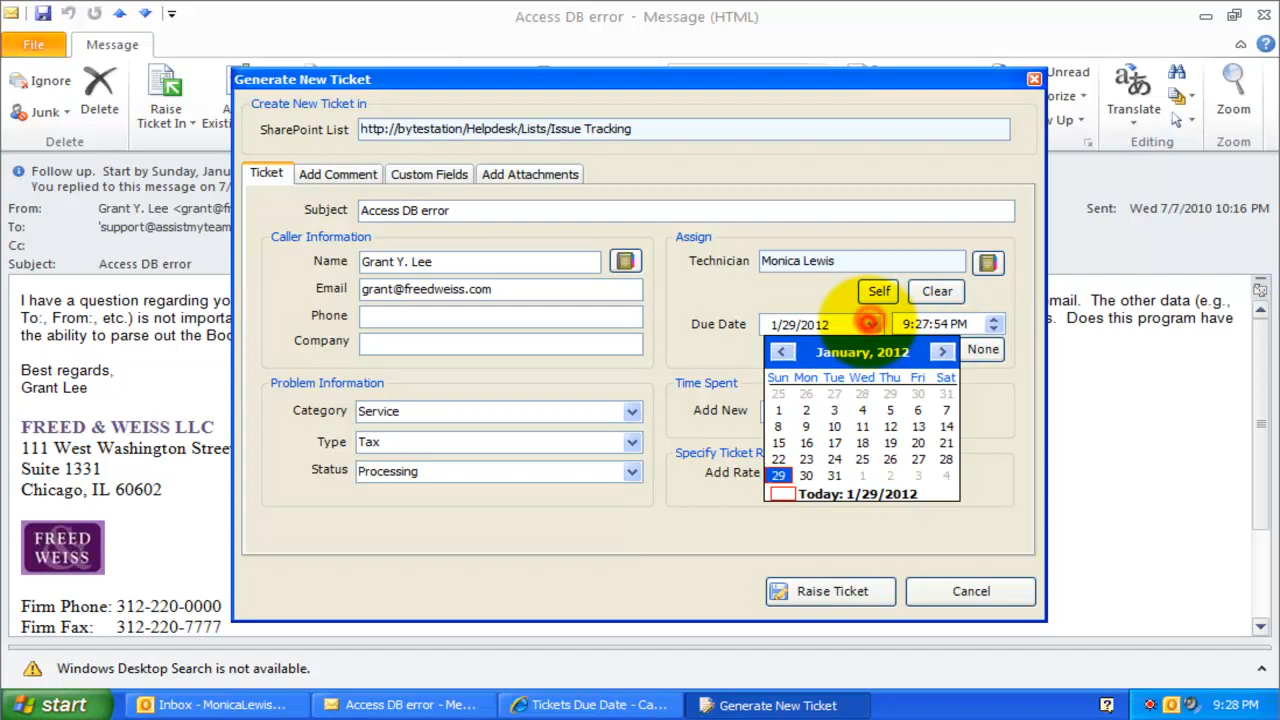 Access DB error - Message (HTML)
File
Message
Ignore
Junk
Delete
Raise
Ticket In
Existi
Unread
Up
Translate
Zoom
Delete
Editing
Zoom
Follow up. Start by Sunday, Janu
You replied to this message on 7/
From: Grant Y. Lee <grant@f
To: 'support@assistmyteam
Cc:
Subject: Access DB error
Sent: Wed 7/7/2010 10:16 PM
I have a question regarding yo
email. The other data (e.g.,
To:, From:, etc.) is not importa
Does this program have
the ability to parse out the Boo
Best regards,
Grant Lee
FREED & WEISS LLC
111 West Washington Stree
Suite 1331
Chicago, IL 60602
FREED
& WEISS
Firm Phone: 312-220-0000
Firm Fax: 312-220-7777
Generate New Ticket
Create New Ticket in
SharePoint List http://bytestation/Helpdesk/Lists/Issue Tracking
Ticket Add Comment Custom Fields Add Attachments
Subject Access DB error
Caller Information
Name Grant Y. Lee
Email grant@freedweiss.com
Phone
Company
Problem Information
Category Service
Type Tax
Status Processing
Assign
Technician Monica Lewis
Self Clear
Due Date 1/29/2012 9:27:54 PM
None
January, 2012
Sun Mon Tue Wed Thu Fri Sat
25 26 27 28 29 30 31
1 2 3 4 5 6 7
8 9 10 11 12 13 14
15 16 17 18 19 20 21
22 23 24 25 26 27 28
29 30 31 1 2 3 4
Today: 1/29/2012
Time Spent
Add New
Specify Ticket R
Add Rate
Raise Ticket Cancel
Windows Desktop Search is not available.
start
Inbox - MonicaLewis...
Access DB error - Me...
Tickets Due Date - Ca...
Generate New Ticket
9:28 PM